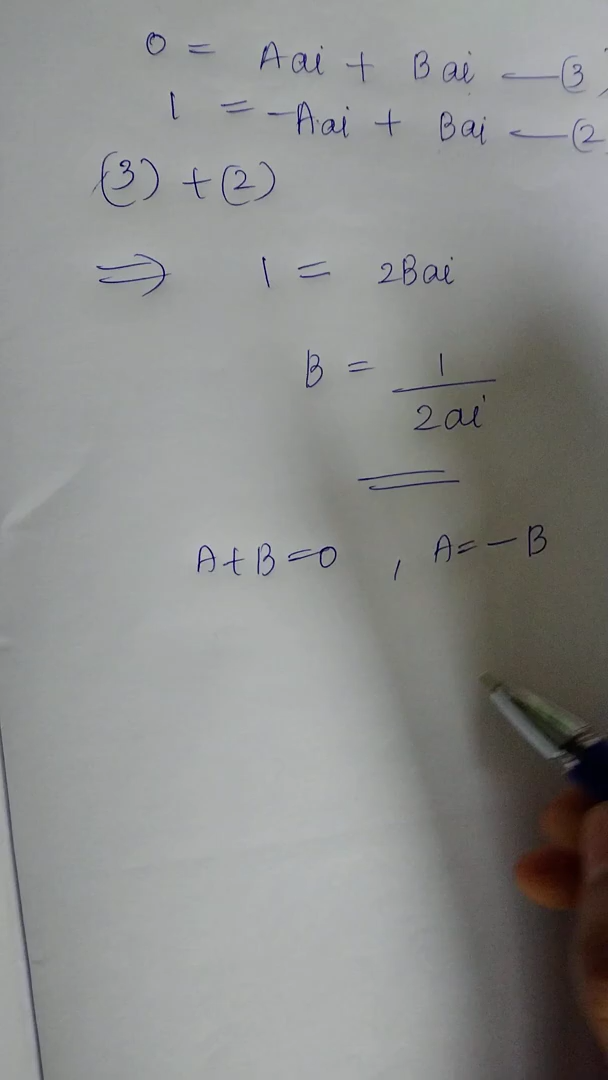 0 = Aai + Bai —(3)
1 = -Aai + Bai —(2)
(3) + (2)
⇒ 1 = 2Bai
B = 1/2ai
A+B=0 , A=-B